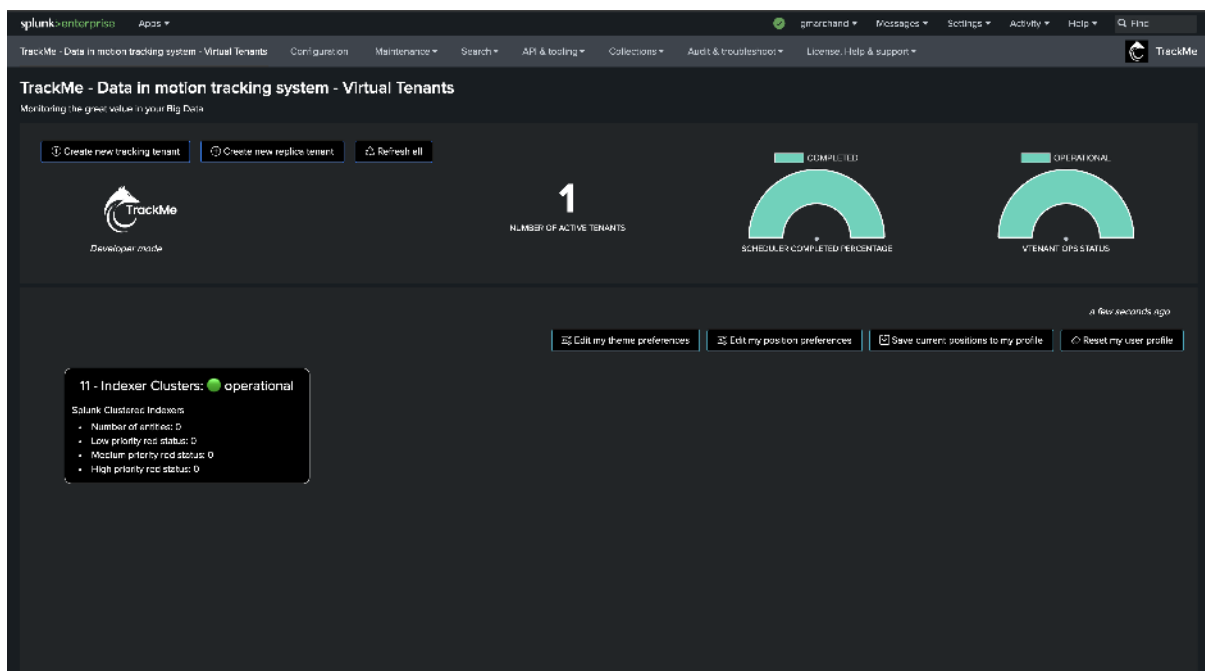 splunk>enterprise Apps gmarchand Messages Settings Activity Help Find
TrackMe - Data in motion tracking system - Virtual Tenants Configuration Maintenance Search API & tooling Collections Audit & troubleshoot License, Help & support TrackMe
TrackMe - Data in motion tracking system - Virtual Tenants
Monitoring the great value in your Big Data
Create new tracking tenant Create new replica tenant Refresh all
COMPLETED OPERATIONAL
TrackMe
Developer mode
1
NUMBER OF ACTIVE TENANTS
SCHEDULER COMPLETED PERCENTAGE VTENANT OPS STATUS
a few seconds ago
Edit my theme preferences Edit my position preferences Save current positions to my profile Reset my user profile
11 - Indexer Clusters: operational
Splunk Clustered Indexers
Number of entities: 0
Low priority red status: 0
Medium priority red status: 0
High priority red status: 0